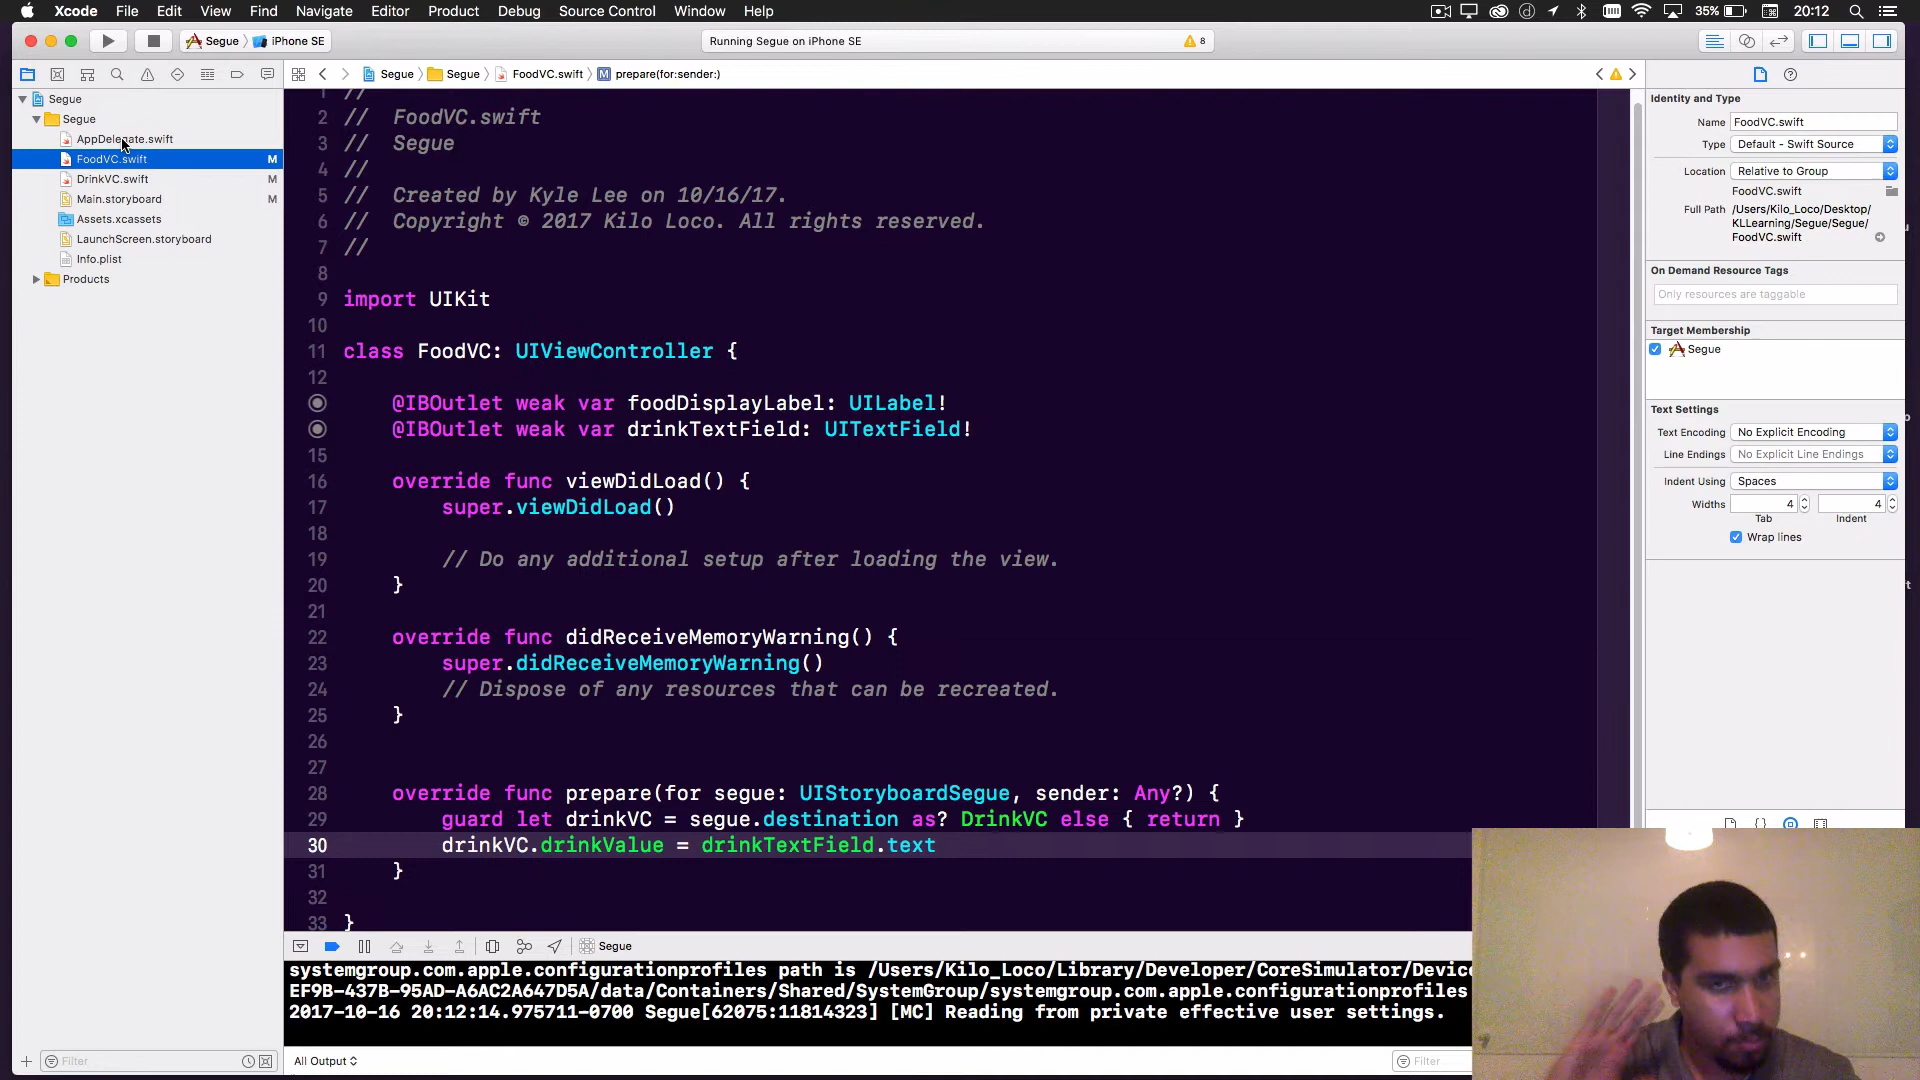 Xcode File Edit View Find Navigate Editor Product Debug Source Control Window Help 35% 20:12
Segue iPhone SE Running Segue on iPhone SE 8
Segue Segue FoodVC.swift M prepare(for:sender:)
Segue
Segue
AppDelegate.swift
FoodVC.swift M
DrinkVC.swift M
Main.storyboard M
Assets.xcassets
LaunchScreen.storyboard
Info.plist
Products
Filter
1 //
2 // FoodVC.swift
3 // Segue
4 //
5 // Created by Kyle Lee on 10/16/17.
6 // Copyright © 2017 Kilo Loco. All rights reserved.
7 //
8
9 import UIKit
10
11 class FoodVC: UIViewController {
12
@IBOutlet weak var foodDisplayLabel: UILabel!
@IBOutlet weak var drinkTextField: UITextField!
15
16 override func viewDidLoad() {
17 super.viewDidLoad()
18
19 // Do any additional setup after loading the view.
20 }
21
22 override func didReceiveMemoryWarning() {
23 super.didReceiveMemoryWarning()
24 // Dispose of any resources that can be recreated.
25 }
26
27
28 override func prepare(for segue: UIStoryboardSegue, sender: Any?) {
29 guard let drinkVC = segue.destination as? DrinkVC else { return }
30 drinkVC.drinkValue = drinkTextField.text
31 }
32
33 }
Segue
systemgroup.com.apple.configurationprofiles path is /Users/Kilo_Loco/Library/Developer/CoreSimulator/Device
EF9B-437B-95AD-A6AC2A647D5A/data/Containers/Shared/SystemGroup/systemgroup.com.apple.configurationprofiles
2017-10-16 20:12:14.975711-0700 Segue[62075:11814323] [MC] Reading from private effective user settings.
All Output
Filter
Identity and Type
Name FoodVC.swift
Type Default - Swift Source
Location Relative to Group
FoodVC.swift
Full Path /Users/Kilo_Loco/Desktop/
KLLearning/Segue/Segue/
FoodVC.swift
On Demand Resource Tags
Only resources are taggable
Target Membership
Segue
Text Settings
Text Encoding No Explicit Encoding
Line Endings No Explicit Line Endings
Indent Using Spaces
Widths 4 4
Tab Indent
Wrap lines